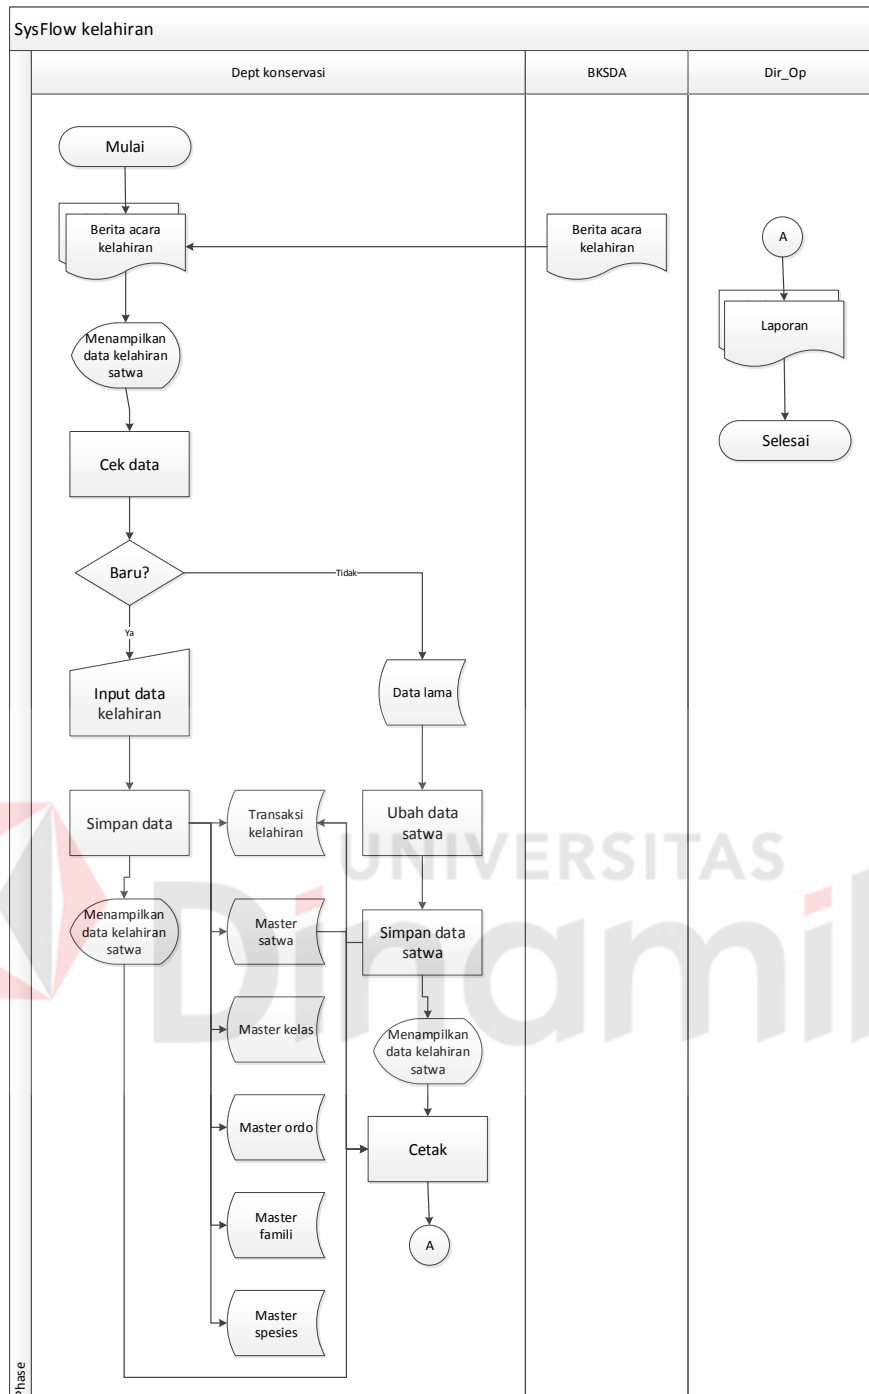 SysFlow kelahiran
Dept konservasi
BKSDA
Dir_Op
Phase
Mulai
Berita acara
kelahiran
Berita acara
kelahiran
A
Laporan
Selesai
Menampilkan
data kelahiran
satwa
Cek data
Baru?
Tidak
Ya
Input data
kelahiran
Data lama
Simpan data
Transaksi
kelahiran
Ubah data
satwa
UNIVERSITAS
Dinamik
Menampilkan
data kelahiran
satwa
Master
satwa
Simpan data
satwa
Master kelas
Menampilkan
data kelahiran
satwa
Master ordo
Cetak
Master
famili
A
Master
spesies